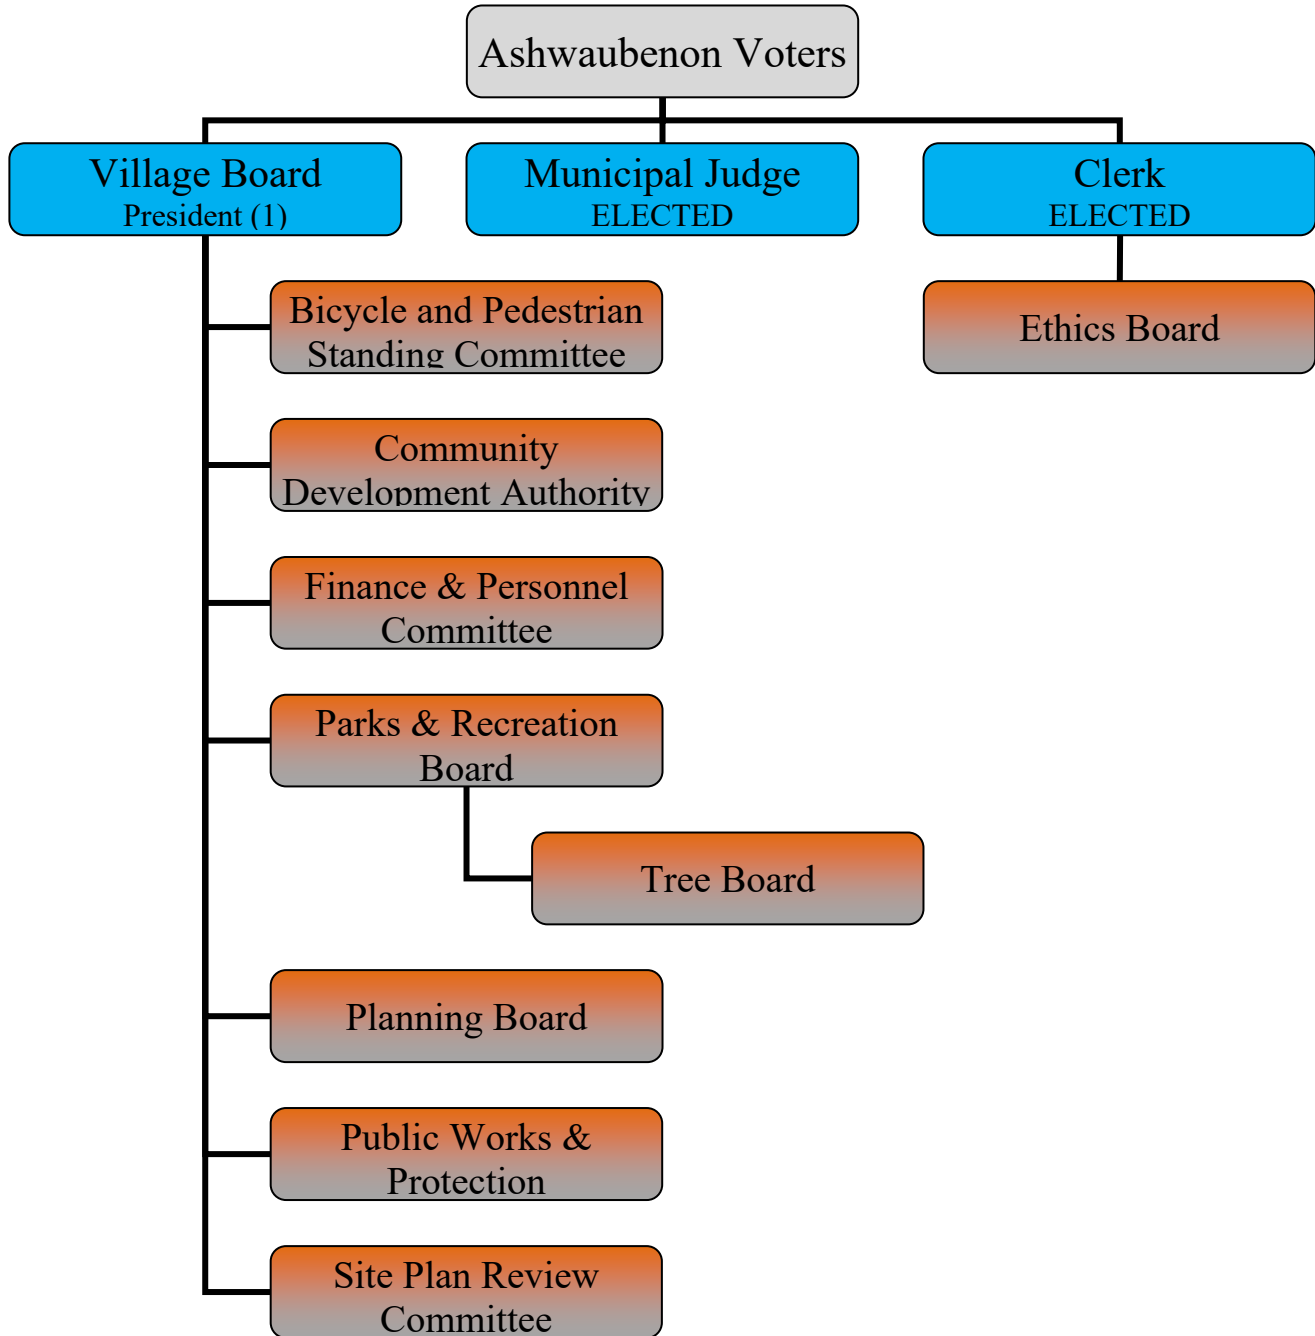 Ashwaubenon Voters
Village Board
President (1)
Municipal Judge
ELECTED
Clerk
ELECTED
Bicycle and Pedestrian
Standing Committee
Ethics Board
Community
Development Authority
Finance & Personnel
Committee
Parks & Recreation
Board
Tree Board
Planning Board
Public Works &
Protection
Site Plan Review
Committee